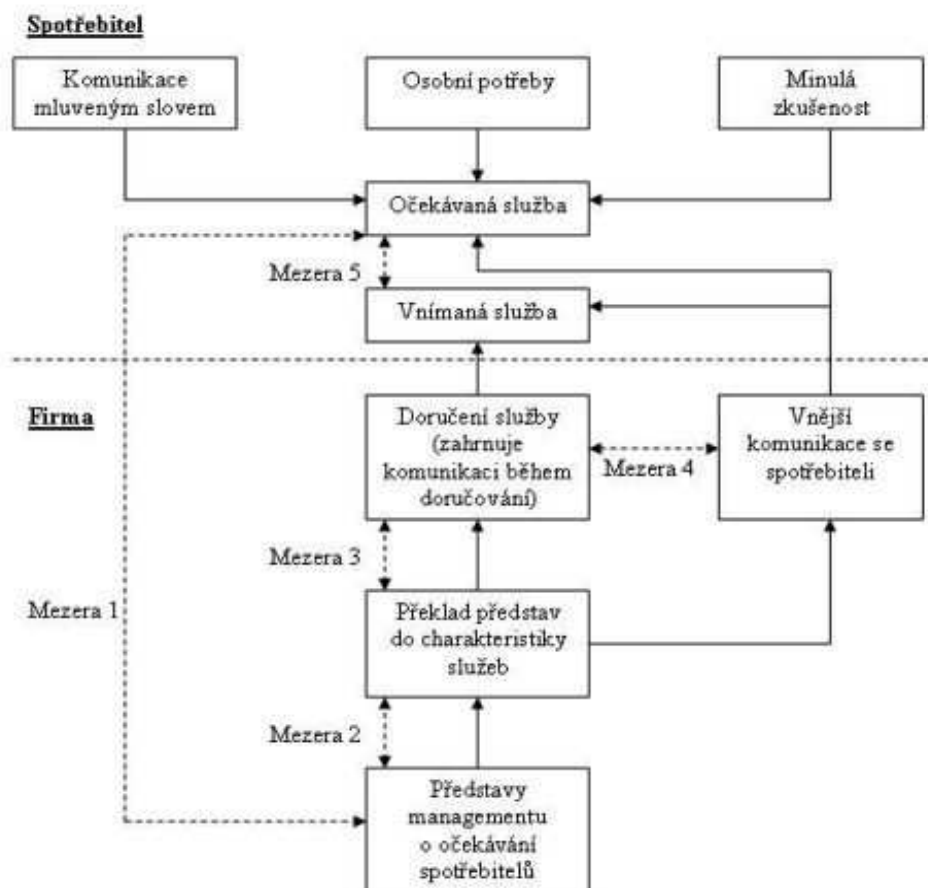 Spotřebitel
Komunikace
mluveným slovem
Osobní potřeby
Minulá
zkušenost
Očekávaná služba
Mezera 5
Vnímaná služba
Firma
Doručení služby
(zahrnuje
komunikaci během
doručování)
Mezera 4
Vnější
komunikace se
spotřebiteli
Mezera 3
Mezera 1
Překlad představ
do charakteristiky
služeb
Mezera 2
Představy
managementu
o očekávání
spotřebitelů